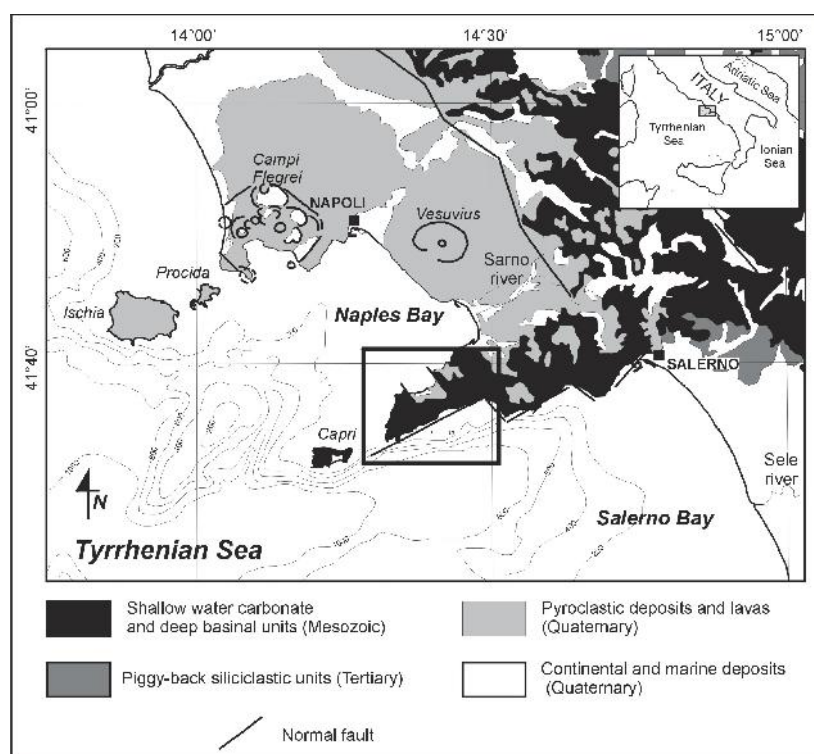 14°00'
14°30'
15°00'
41°00'
41°40'
ITALY
Adriatic Sea
Tyrrhenian
Sea
Ionian
Sea
Campi
Flegrei
NAPOLI
Vesuvius
Sarno
river
Procida
Ischia
Naples Bay
SALERNO
Capri
Sele
river
N
Salerno Bay
Tyrrhenian Sea
Shallow water carbonate
and deep basinal units (Mesozoic)
Pyroclastic deposits and lavas
(Quaternary)
Piggy-back siliciclastic units (Tertiary)
Continental and marine deposits
(Quaternary)
Normal fault